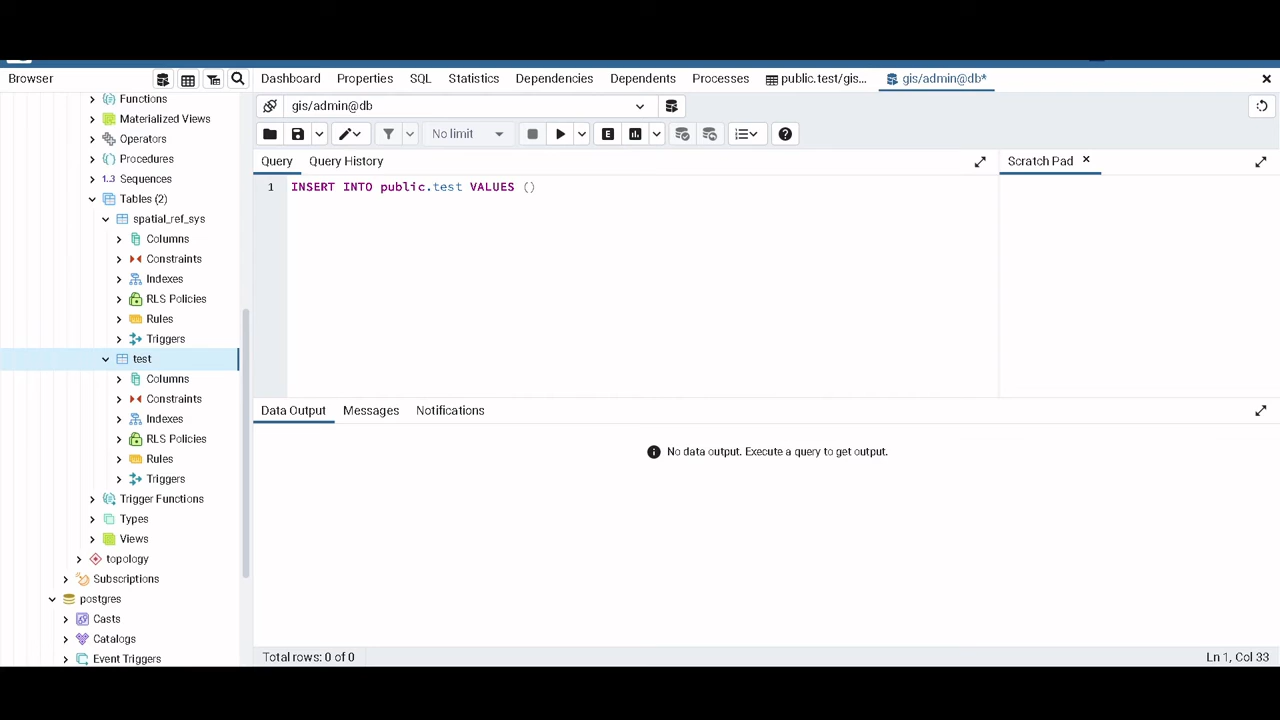 Browser
Dashboard Properties SQL Statistics Dependencies Dependents Processes public.test/gis... gis/admin@db*
Functions
Materialized Views
Operators
Procedures
1.3 Sequences
Tables (2)
spatial_ref_sys
Columns
Constraints
Indexes
RLS Policies
Rules
Triggers
test
Columns
Constraints
Indexes
RLS Policies
Rules
Triggers
Trigger Functions
Types
Views
topology
Subscriptions
postgres
Casts
Catalogs
Event Triggers
gis/admin@db
No limit
E
Query Query History
Scratch Pad
1 INSERT INTO public.test VALUES ()
Data Output Messages Notifications
No data output. Execute a query to get output.
Total rows: 0 of 0
Ln 1, Col 33